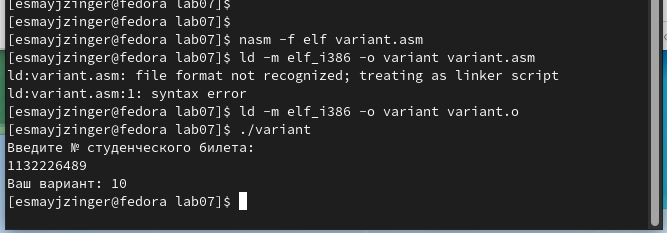 [esmayjzinger@fedora lab07]$
[esmayjzinger@fedora lab07]$
[esmayjzinger@fedora lab07]$ nasm -f elf variant.asm
[esmayjzinger@fedora lab07]$ ld -m elf_i386 -o variant variant.asm
ld:variant.asm: file format not recognized; treating as linker script
ld:variant.asm:1: syntax error
[esmayjzinger@fedora lab07]$ ld -m elf_i386 -o variant variant.o
[esmayjzinger@fedora lab07]$ ./variant
Введите № студенческого билета:
1132226489
Ваш вариант: 10
[esmayjzinger@fedora lab07]$